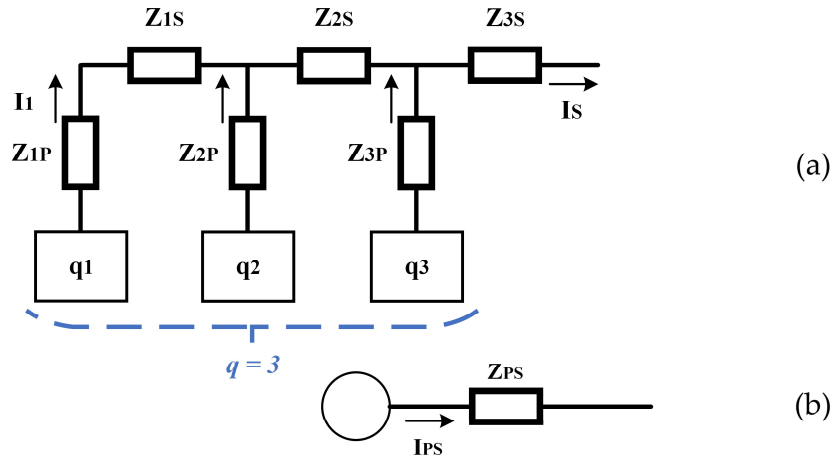 Z1S Z2S Z3S
I1 IS
Z1P Z2P Z3P
(a)
q1 q2 q3
q = 3
ZPS
(b)
IPS